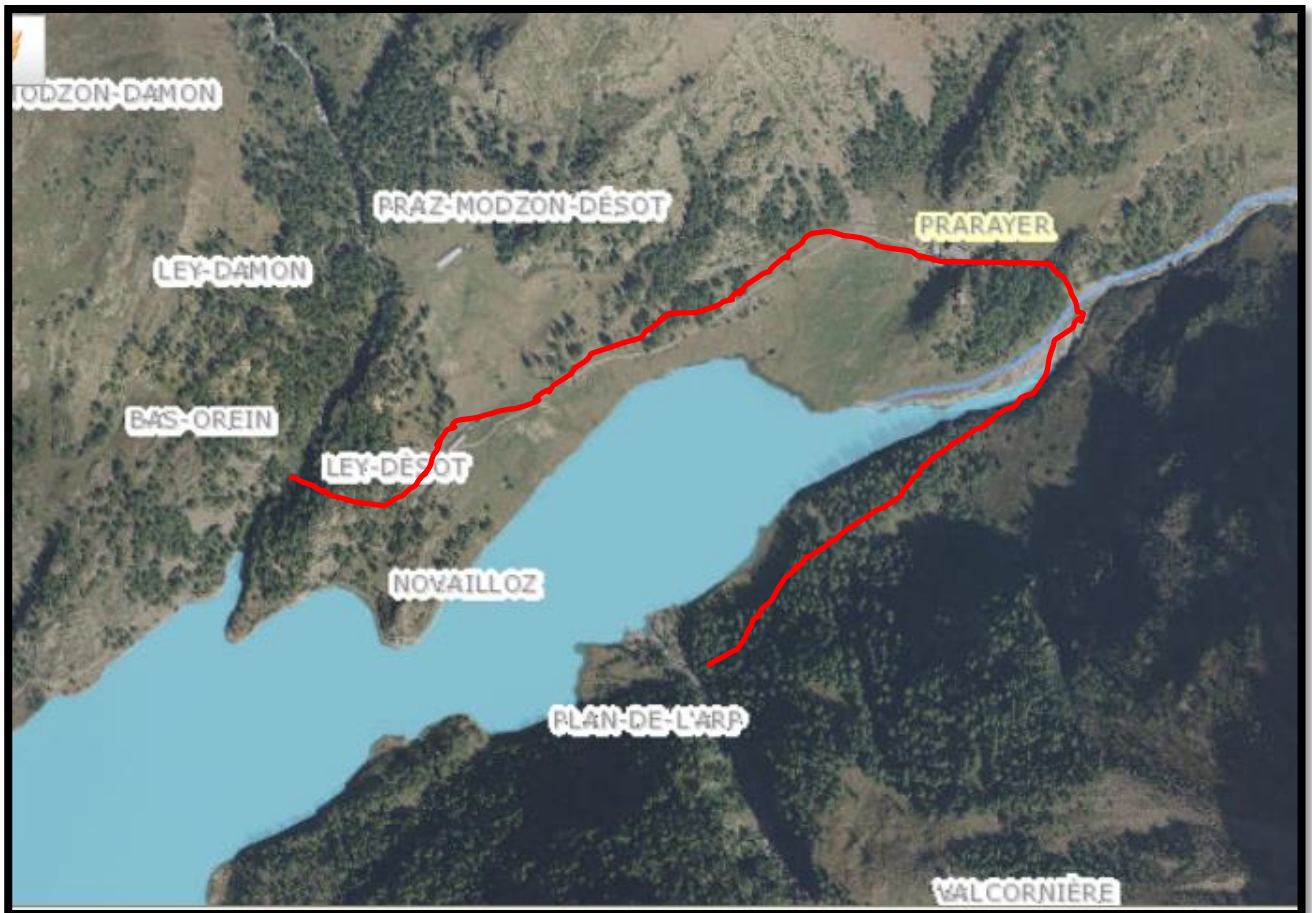 ODZON-DAMON
PRAZ-MODZON-DÉSOT
PRARAYER
LEY-DAMON
BAS-OREIN
LEY-DÉSOT
NOVAILLOZ
PLAN-DE-L'ARP
VALCORNIÈRE